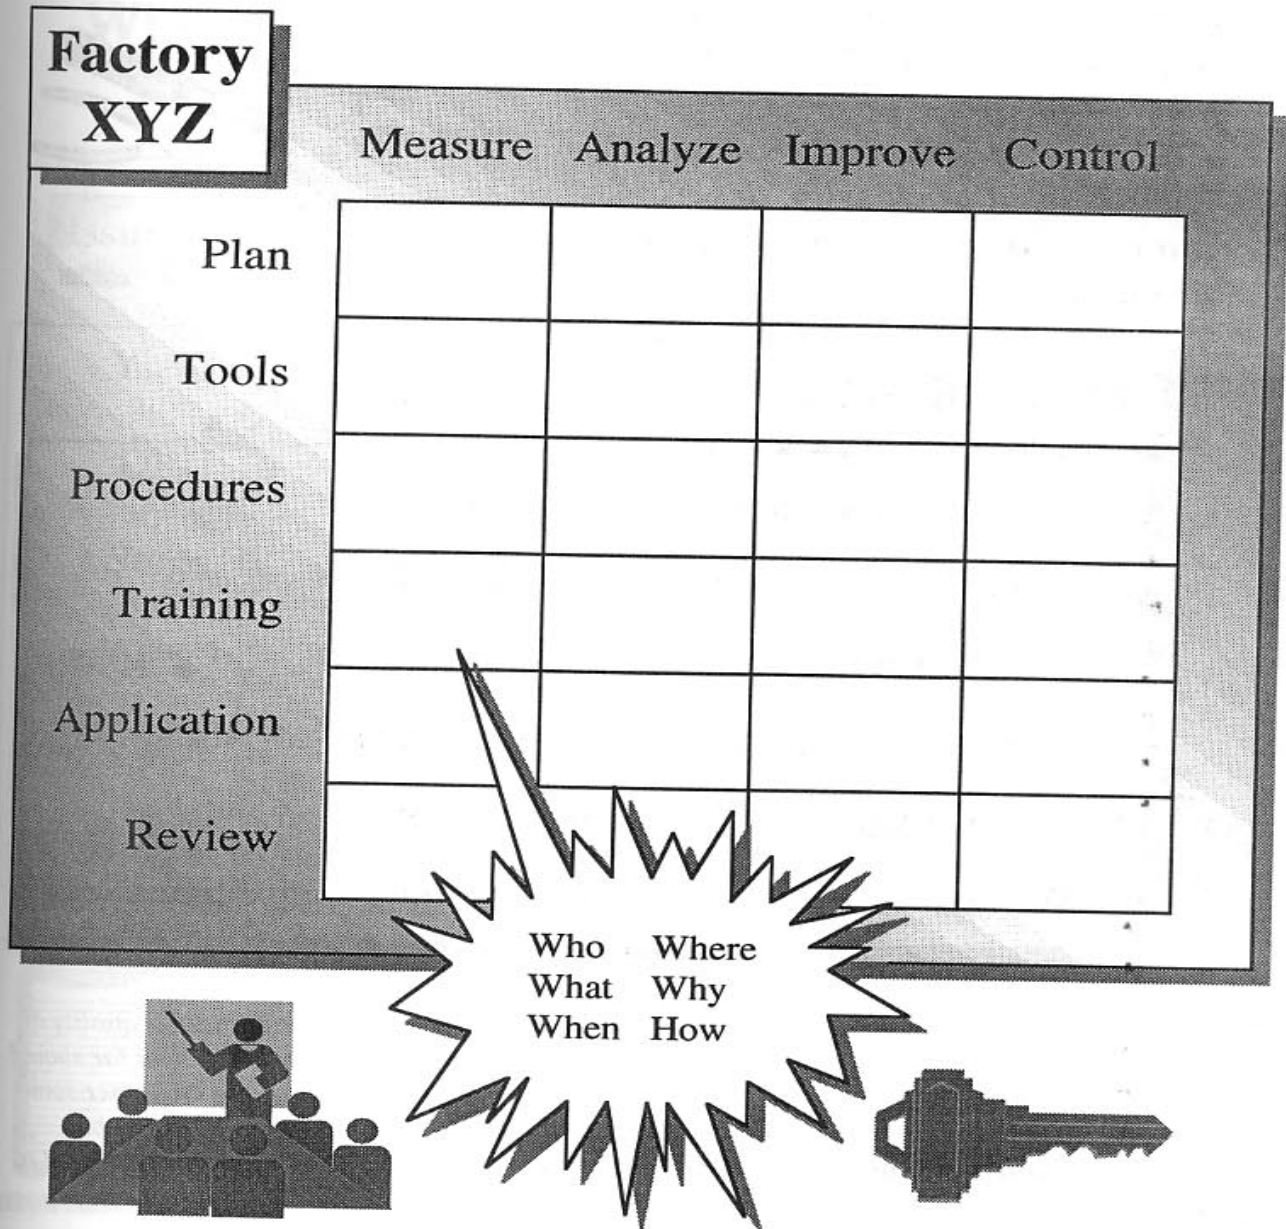 Factory
XYZ
Measure Analyze Improve Control
Plan
Tools
Procedures
Training
Application
Review
Who Where
What Why
When How